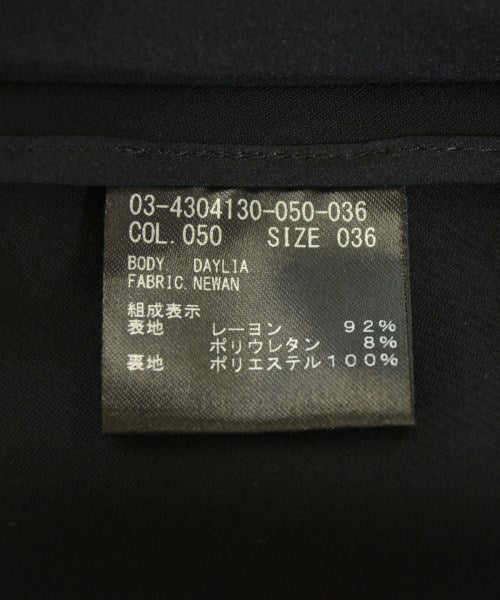 03-4304130-050-036
COL.050 SIZE 036
BODY. DAYLIA
FABRIC.NEWAN
組成表示
表地 レーヨン 92%
ポリウレタン 8%
裏地 ポリエステル100%